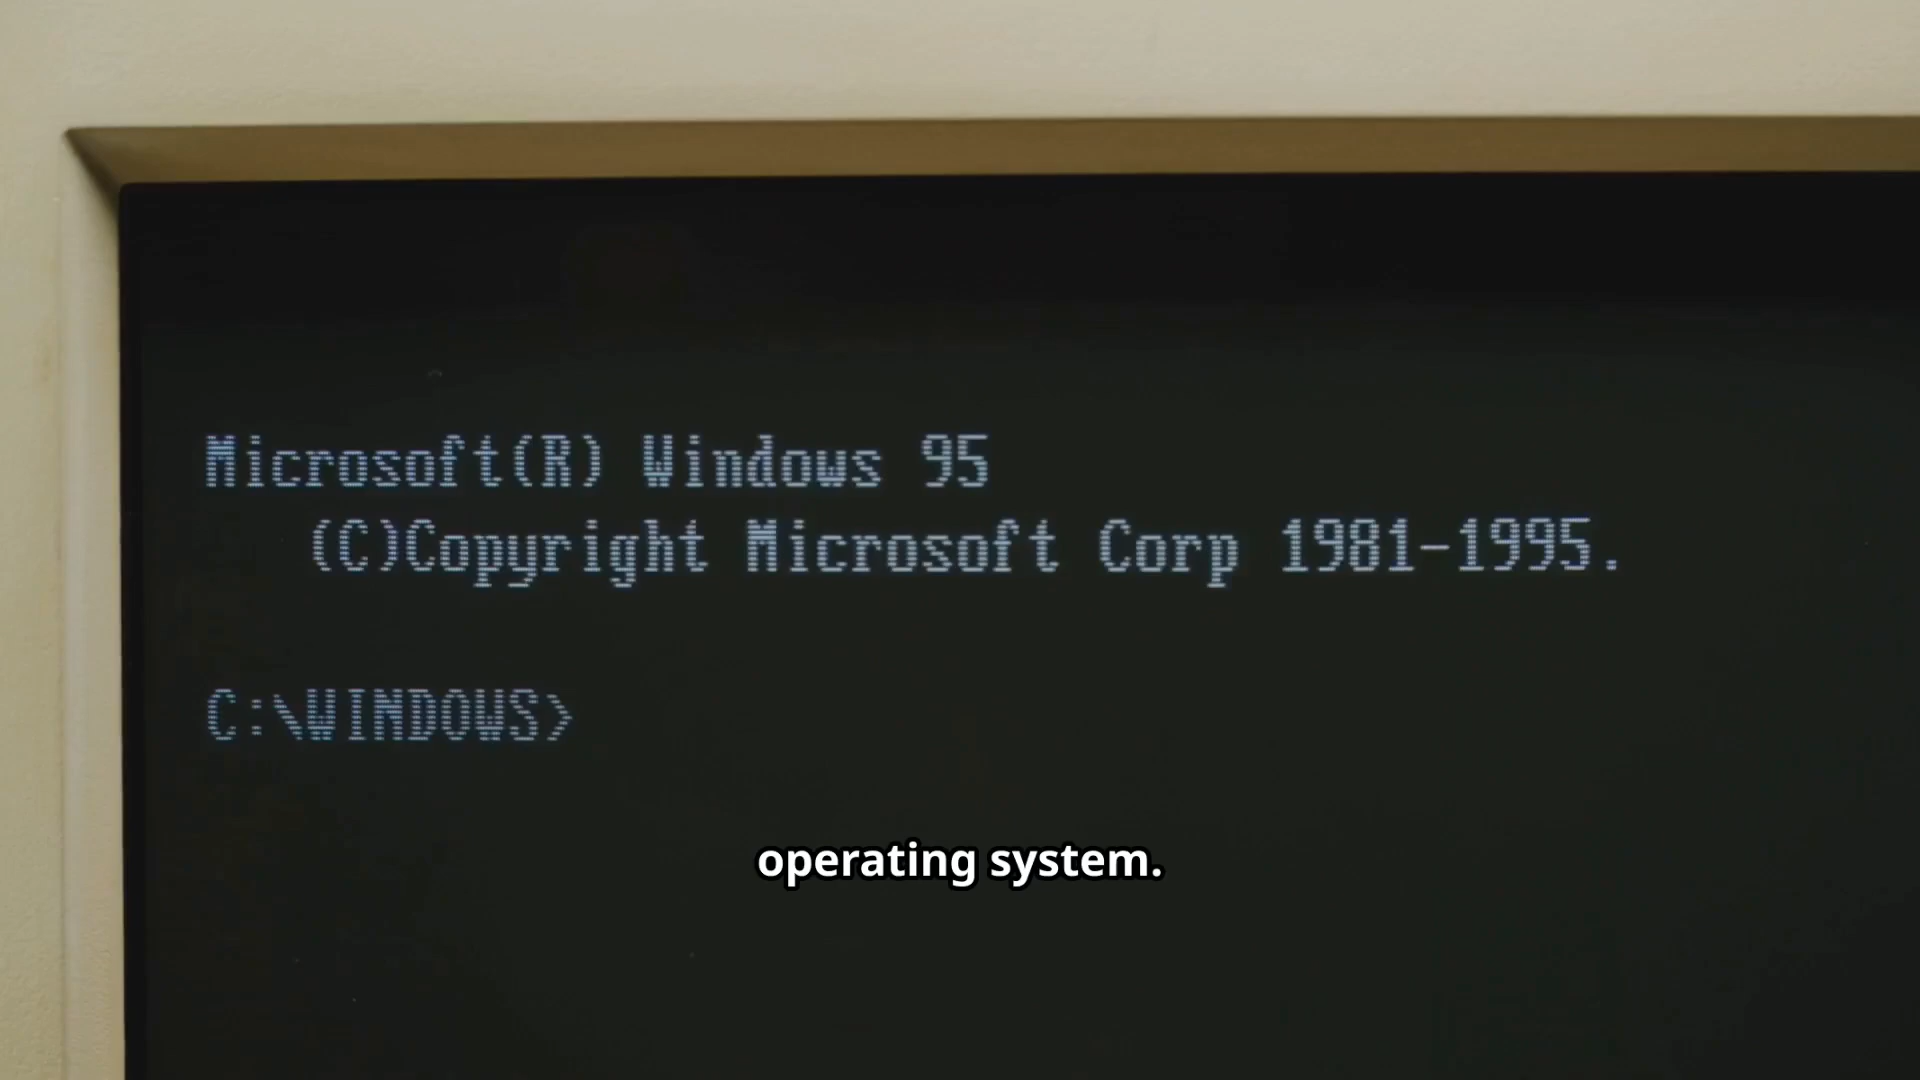 Microsoft(R) Windows 95
(C)Copyright Microsoft Corp 1981-1995.
C:\WINDOWS>
operating system.